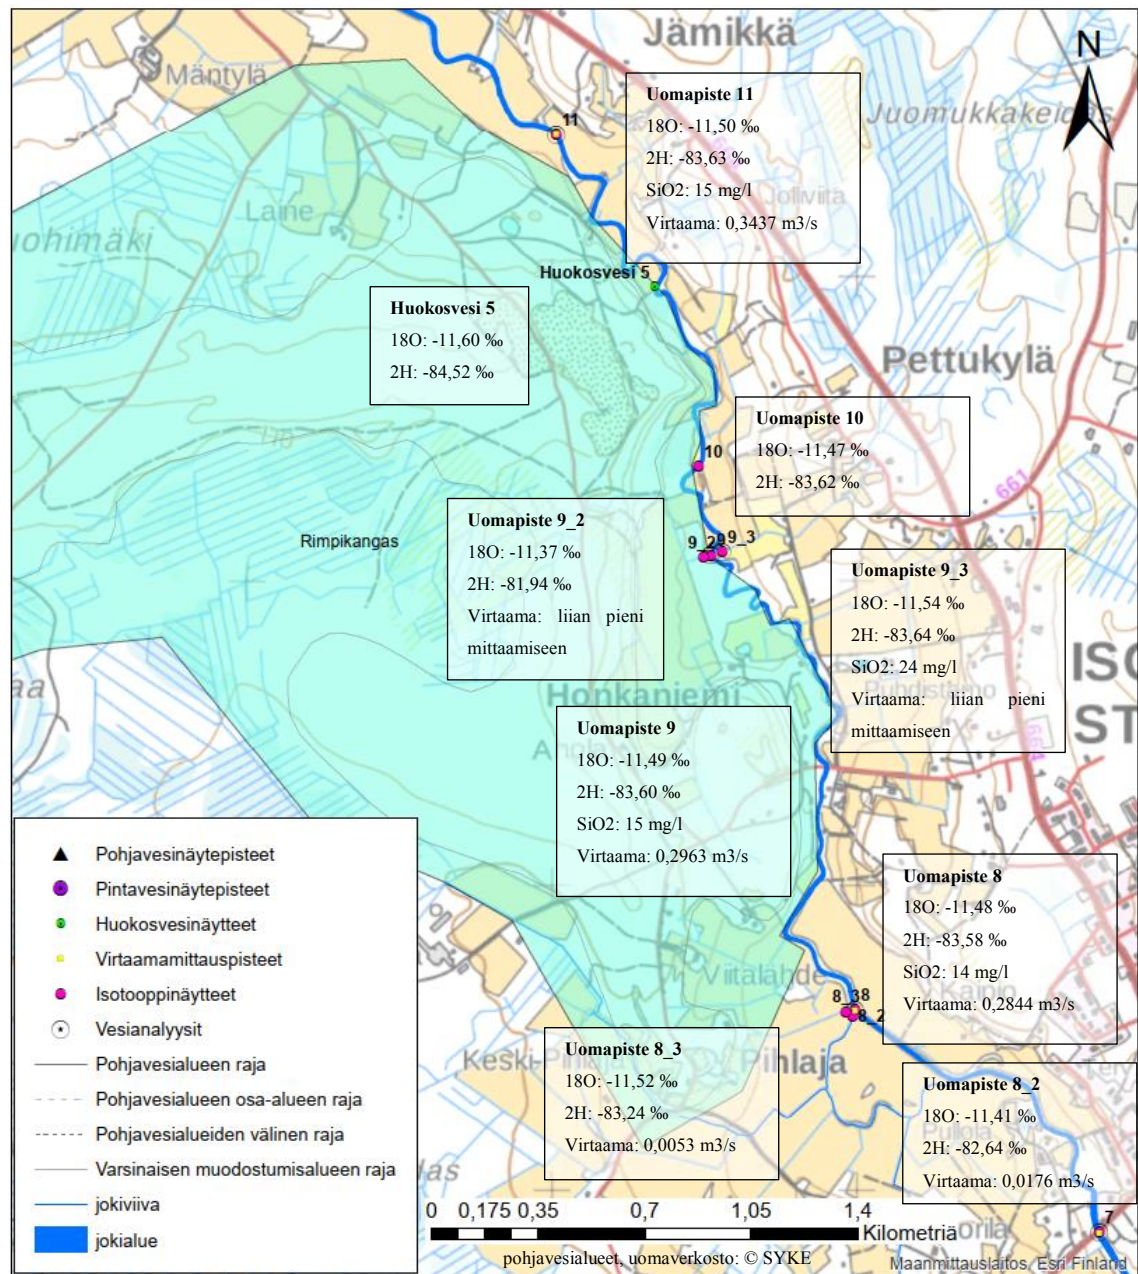 Jämikkä
N
Mäntylä
Uomapiste 11
18O: -11,50 ‰
2H: -83,63 ‰
SiO2: 15 mg/l
Virtaama: 0,3437 m3/s
Juomukkakeidas
11
Jolliviita
Laine
Huokosvesi 5
Huokosvesi 5
18O: -11,60 ‰
2H: -84,52 ‰
Pettukylä
Uomapiste 10
18O: -11,47 ‰
2H: -83,62 ‰
10
110
661
Uomapiste 9_2
18O: -11,37 ‰
2H: -81,94 ‰
Virtaama: liian pieni
mittaamiseen
Rimpikangas
9_2 9 9_3
Uomapiste 9_3
18O: -11,54 ‰
2H: -83,64 ‰
SiO2: 24 mg/l
Virtaama: liian pieni
mittaamiseen
Honkaniemi
Uomapiste 9
18O: -11,49 ‰
2H: -83,60 ‰
SiO2: 15 mg/l
Virtaama: 0,2963 m3/s
664
Uomapiste 8
18O: -11,48 ‰
2H: -83,58 ‰
SiO2: 14 mg/l
Virtaama: 0,2844 m3/s
Viitalähde
8_3 8
8_2
Uomapiste 8_3
18O: -11,52 ‰
2H: -83,24 ‰
Virtaama: 0,0053 m3/s
Pihlaja
Uomapiste 8_2
18O: -11,41 ‰
2H: -82,64 ‰
Virtaama: 0,0176 m3/s
7
Pohjavesinäytepisteet
Pintavesinäytepisteet
Huokosvesinäytteet
Virtaamamittauspisteet
Isotooppinäytteet
Vesianalyysit
Pohjavesialueen raja
Pohjavesialueen osa-alueen raja
Pohjavesialueiden välinen raja
Varsinaisen muodostumisalueen raja
jokiviiva
jokialue
0 0,175 0,35 0,7 1,05 1,4
Kilometriä
pohjavesialueet, uomaverkosto: © SYKE
Maanmittauslaitos, Esri Finland